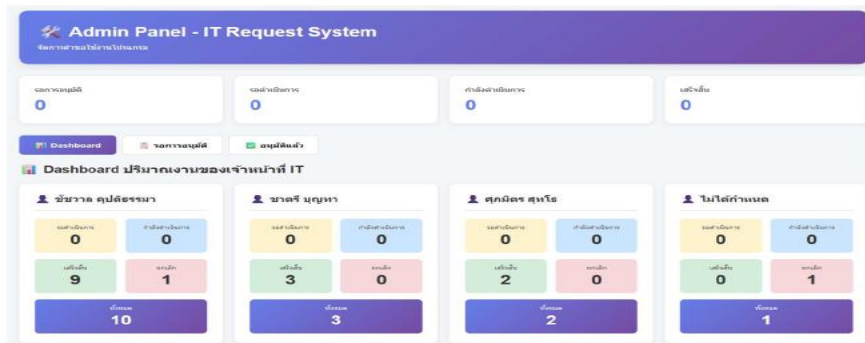 🛠️ Admin Panel - IT Request System
จัดการคำขอใช้งานโปรแกรม
รอการอนุมัติ
0
รอดำเนินการ
0
กำลังดำเนินการ
0
เสร็จสิ้น
0
📊 Dashboard
📋 รอการอนุมัติ
✅ อนุมัติแล้ว
📊 Dashboard ปริมาณงานของเจ้าหน้าที่ IT
👤 ชัชวาล คุปติธรรมา
รอดำเนินการ
0
กำลังดำเนินการ
0
เสร็จสิ้น
9
ยกเลิก
1
ทั้งหมด
10
👤 ชาตรี บุญทา
รอดำเนินการ
0
กำลังดำเนินการ
0
เสร็จสิ้น
3
ยกเลิก
0
ทั้งหมด
3
👤 ศุภมิตร สุทโธ
รอดำเนินการ
0
กำลังดำเนินการ
0
เสร็จสิ้น
2
ยกเลิก
0
ทั้งหมด
2
👤 ไม่ได้กำหนด
รอดำเนินการ
0
กำลังดำเนินการ
0
เสร็จสิ้น
0
ยกเลิก
1
ทั้งหมด
1